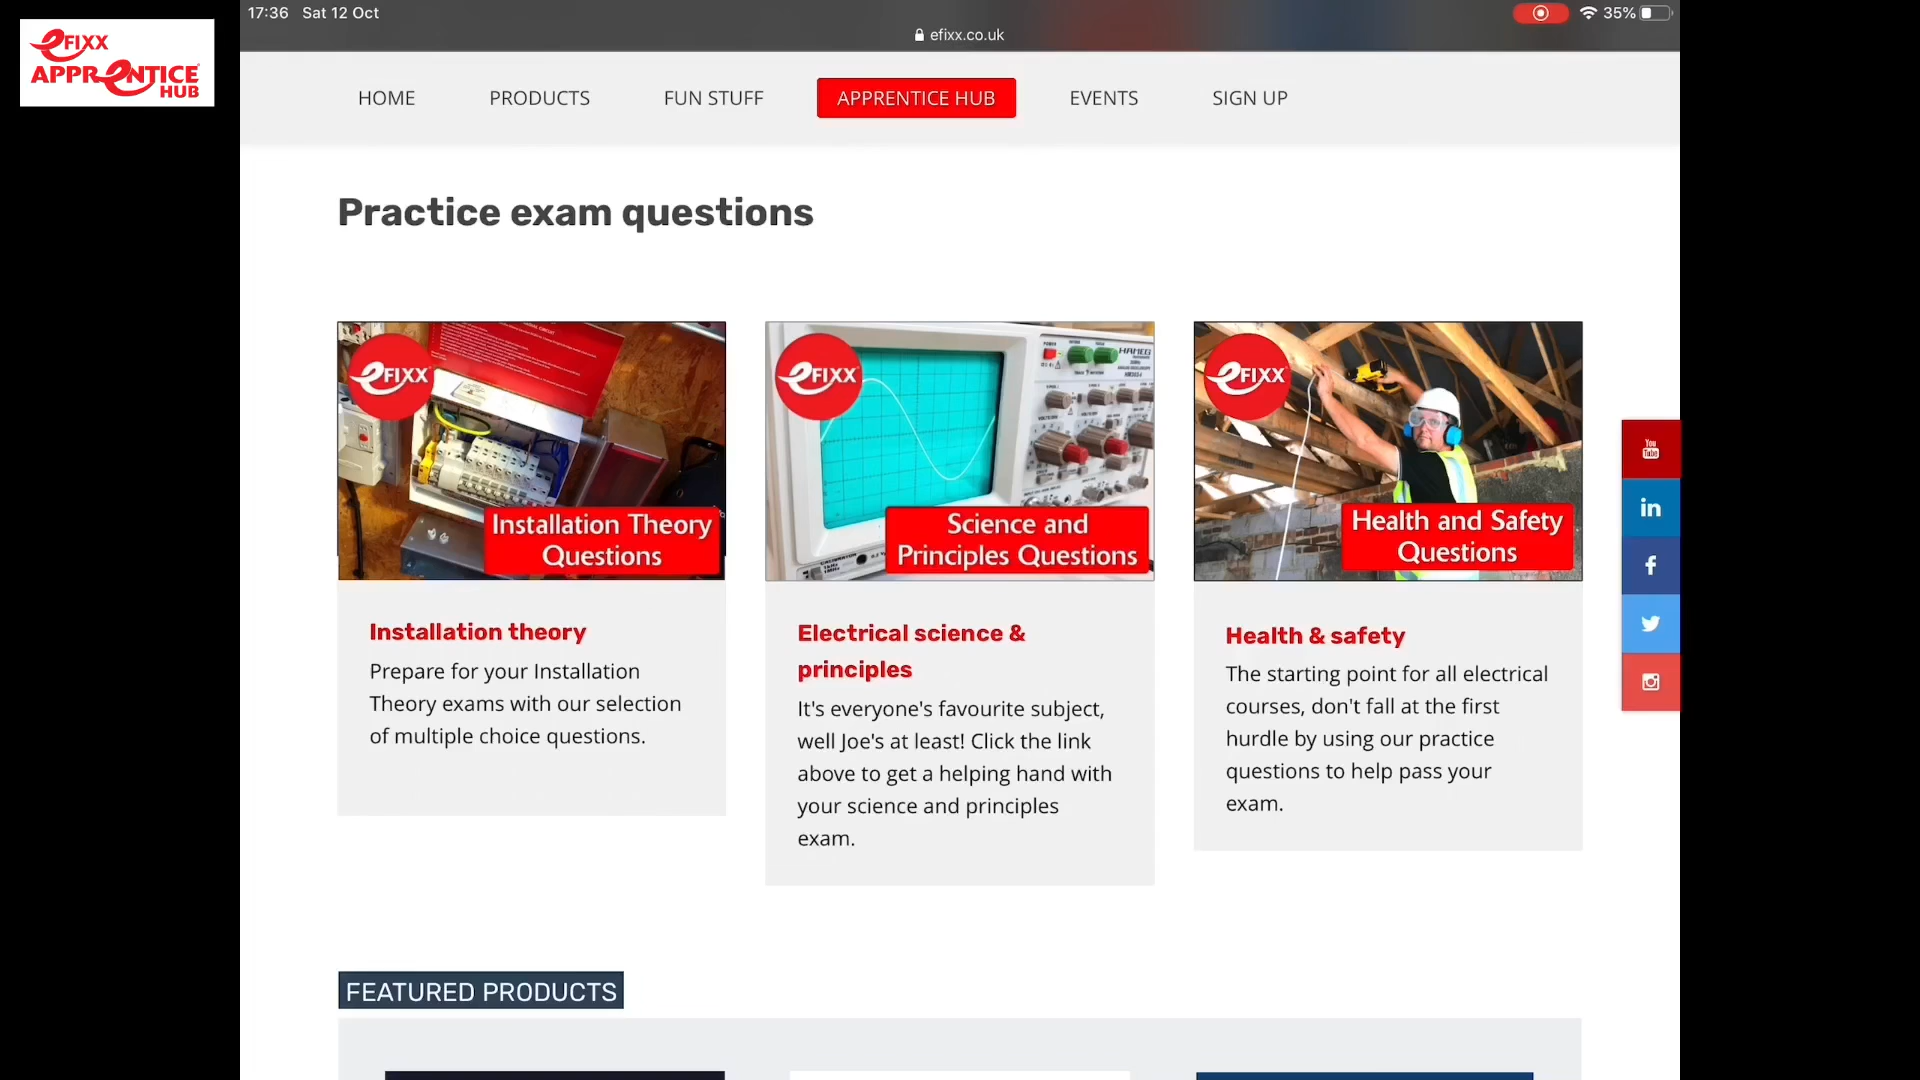 17:36 Sat 12 Oct
35%
efixx.co.uk
eFIXX
APPRENTICE
HUB
HOME PRODUCTS FUN STUFF APPRENTICE HUB EVENTS SIGN UP
Practice exam questions
eFIXX
Installation Theory
Questions
eFIXX
HAMEG
Science and
Principles Questions
eFIXX
Health and Safety
Questions
Installation theory
Prepare for your Installation
Theory exams with our selection
of multiple choice questions.
Electrical science &
principles
It's everyone's favourite subject,
well Joe's at least! Click the link
above to get a helping hand with
your science and principles
exam.
Health & safety
The starting point for all electrical
courses, don't fall at the first
hurdle by using our practice
questions to help pass your
exam.
You
Tube
in
f
FEATURED PRODUCTS